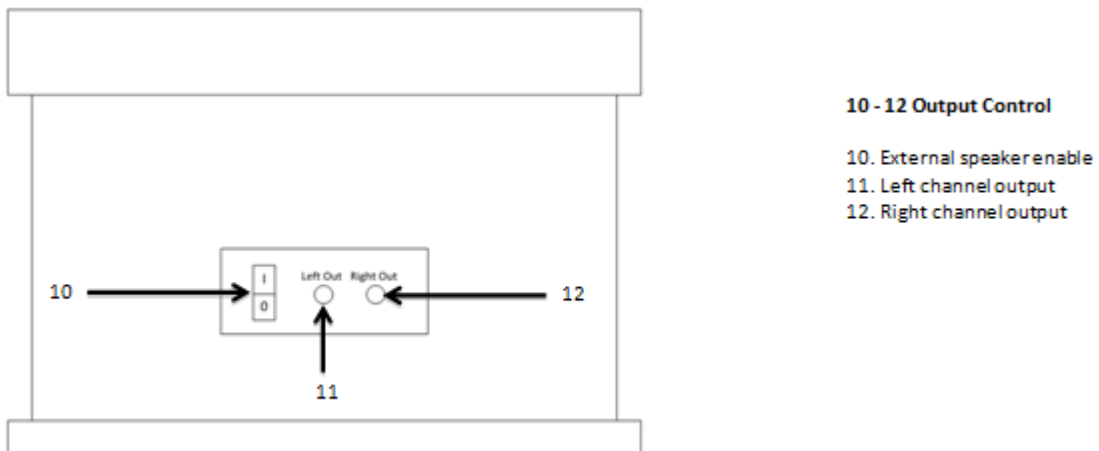 10 - 12 Output Control
10. External speaker enable
11. Left channel output
12. Right channel output
Left Out Right Out
I
0
10
12
11